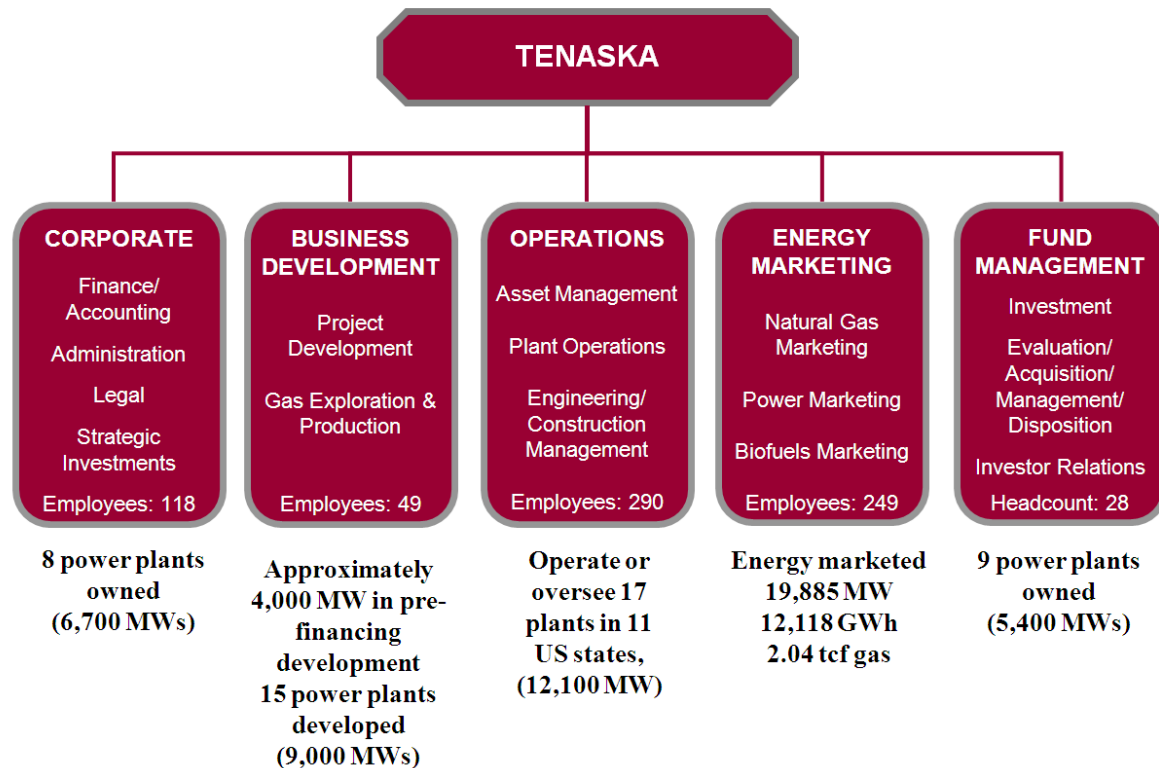 TENASKA
CORPORATE
Finance/
Accounting
Administration
Legal
Strategic
Investments
Employees: 118
8 power plants
owned
(6,700 MWs)
BUSINESS
DEVELOPMENT
Project
Development
Gas Exploration &
Production
Employees: 49
Approximately
4,000 MW in pre-
financing
development
15 power plants
developed
(9,000 MWs)
OPERATIONS
Asset Management
Plant Operations
Engineering/
Construction
Management
Employees: 290
Operate or
oversee 17
plants in 11
US states,
(12,100 MW)
ENERGY
MARKETING
Natural Gas
Marketing
Power Marketing
Biofuels Marketing
Employees: 249
Energy marketed
19,885 MW
12,118 GWh
2.04 tcf gas
FUND
MANAGEMENT
Investment
Evaluation/
Acquisition/
Management/
Disposition
Investor Relations
Headcount: 28
9 power plants
owned
(5,400 MWs)